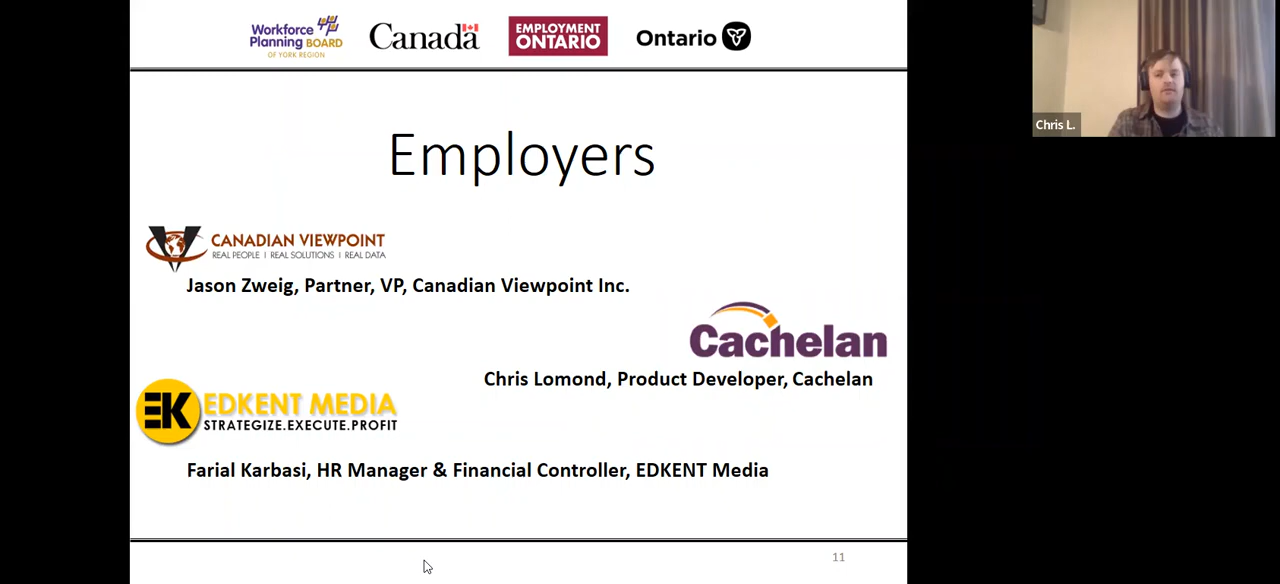 Workforce
Planning BOARD
OF YORK REGION
Canada
EMPLOYMENT
ONTARIO
Ontario
Chris L.
Employers
CANADIAN VIEWPOINT
REAL PEOPLE | REAL SOLUTIONS | REAL DATA
Jason Zweig, Partner, VP, Canadian Viewpoint Inc.
Cachelan
Chris Lomond, Product Developer, Cachelan
EK EDKENT MEDIA
STRATEGIZE.EXECUTE.PROFIT
Farial Karbasi, HR Manager & Financial Controller, EDKENT Media
11